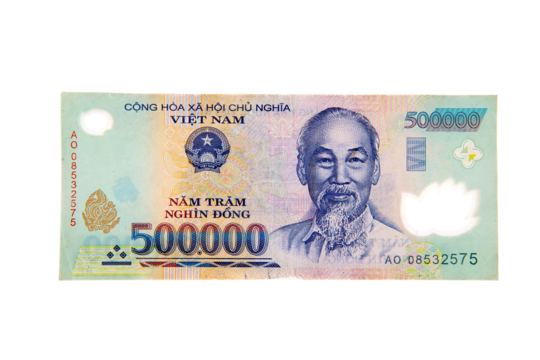 CỘNG HÒA XÃ HỘI CHỦ NGHĨA
VIỆT NAM
500000
AO 08532575
NĂM TRĂM
NGHÌN ĐỒNG
500.000
AO 08532575